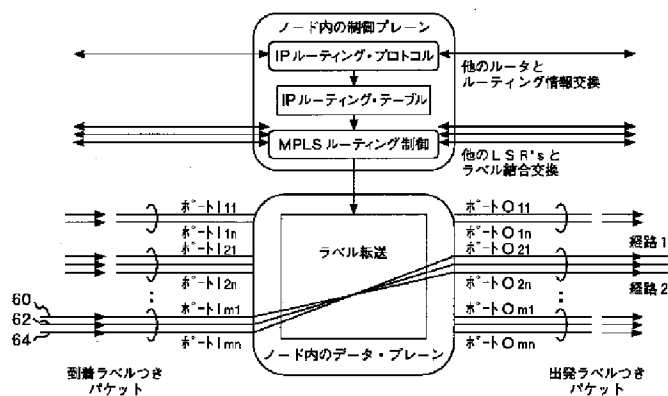 ノード内の制御プレーン
IPルーティング・プロトコル
他のルータと
ルーティング情報交換
IPルーティング・テーブル
MPLSルーティング制御
他のLSR'sと
ラベル結合交換
ポートI11
ポートI1n
ポートI21
ポートI2n
ポートIm1
ポートImn
ラベル転送
ポートO11
ポートO1n
ポートO21
ポートO2n
ポートOm1
ポートOmn
経路1
経路2
60
62
64
ノード内のデータ・プレーン
到着ラベルつき
パケット
出発ラベルつき
パケット